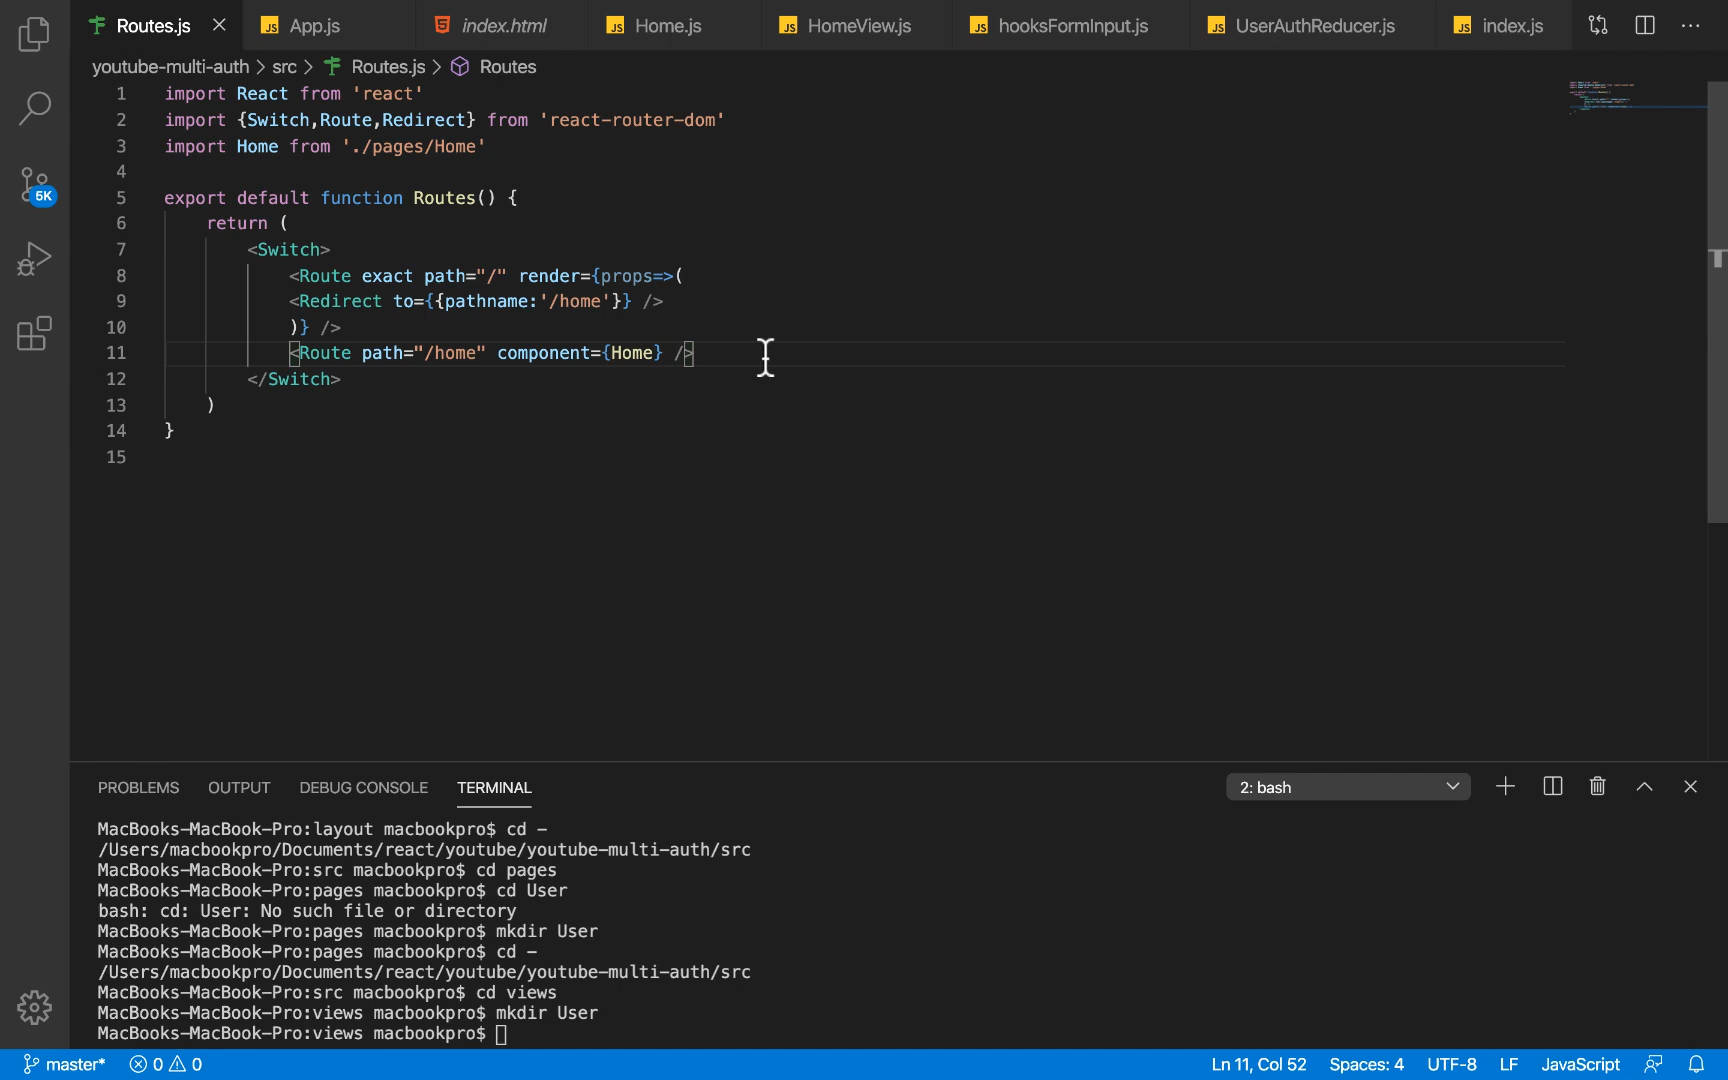 Routes.js
App.js
index.html
Home.js
HomeView.js
hooksFormInput.js
UserAuthReducer.js
index.js
youtube-multi-auth > src > Routes.js > Routes
5K
1 import React from 'react'
2 import {Switch,Route,Redirect} from 'react-router-dom'
3 import Home from './pages/Home'
4
5 export default function Routes() {
6 return (
7 <Switch>
8 <Route exact path="/" render={props=>(
9 <Redirect to={{pathname:'/home'}} />
10 )} />
11 <Route path="/home" component={Home} />
12 </Switch>
13 )
14 }
15
PROBLEMS OUTPUT DEBUG CONSOLE TERMINAL
2: bash
MacBooks-MacBook-Pro:layout macbookpro$ cd -
/Users/macbookpro/Documents/react/youtube/youtube-multi-auth/src
MacBooks-MacBook-Pro:src macbookpro$ cd pages
MacBooks-MacBook-Pro:pages macbookpro$ cd User
bash: cd: User: No such file or directory
MacBooks-MacBook-Pro:pages macbookpro$ mkdir User
MacBooks-MacBook-Pro:pages macbookpro$ cd -
/Users/macbookpro/Documents/react/youtube/youtube-multi-auth/src
MacBooks-MacBook-Pro:src macbookpro$ cd views
MacBooks-MacBook-Pro:views macbookpro$ mkdir User
MacBooks-MacBook-Pro:views macbookpro$
master* 0 0 Ln 11, Col 52 Spaces: 4 UTF-8 LF JavaScript